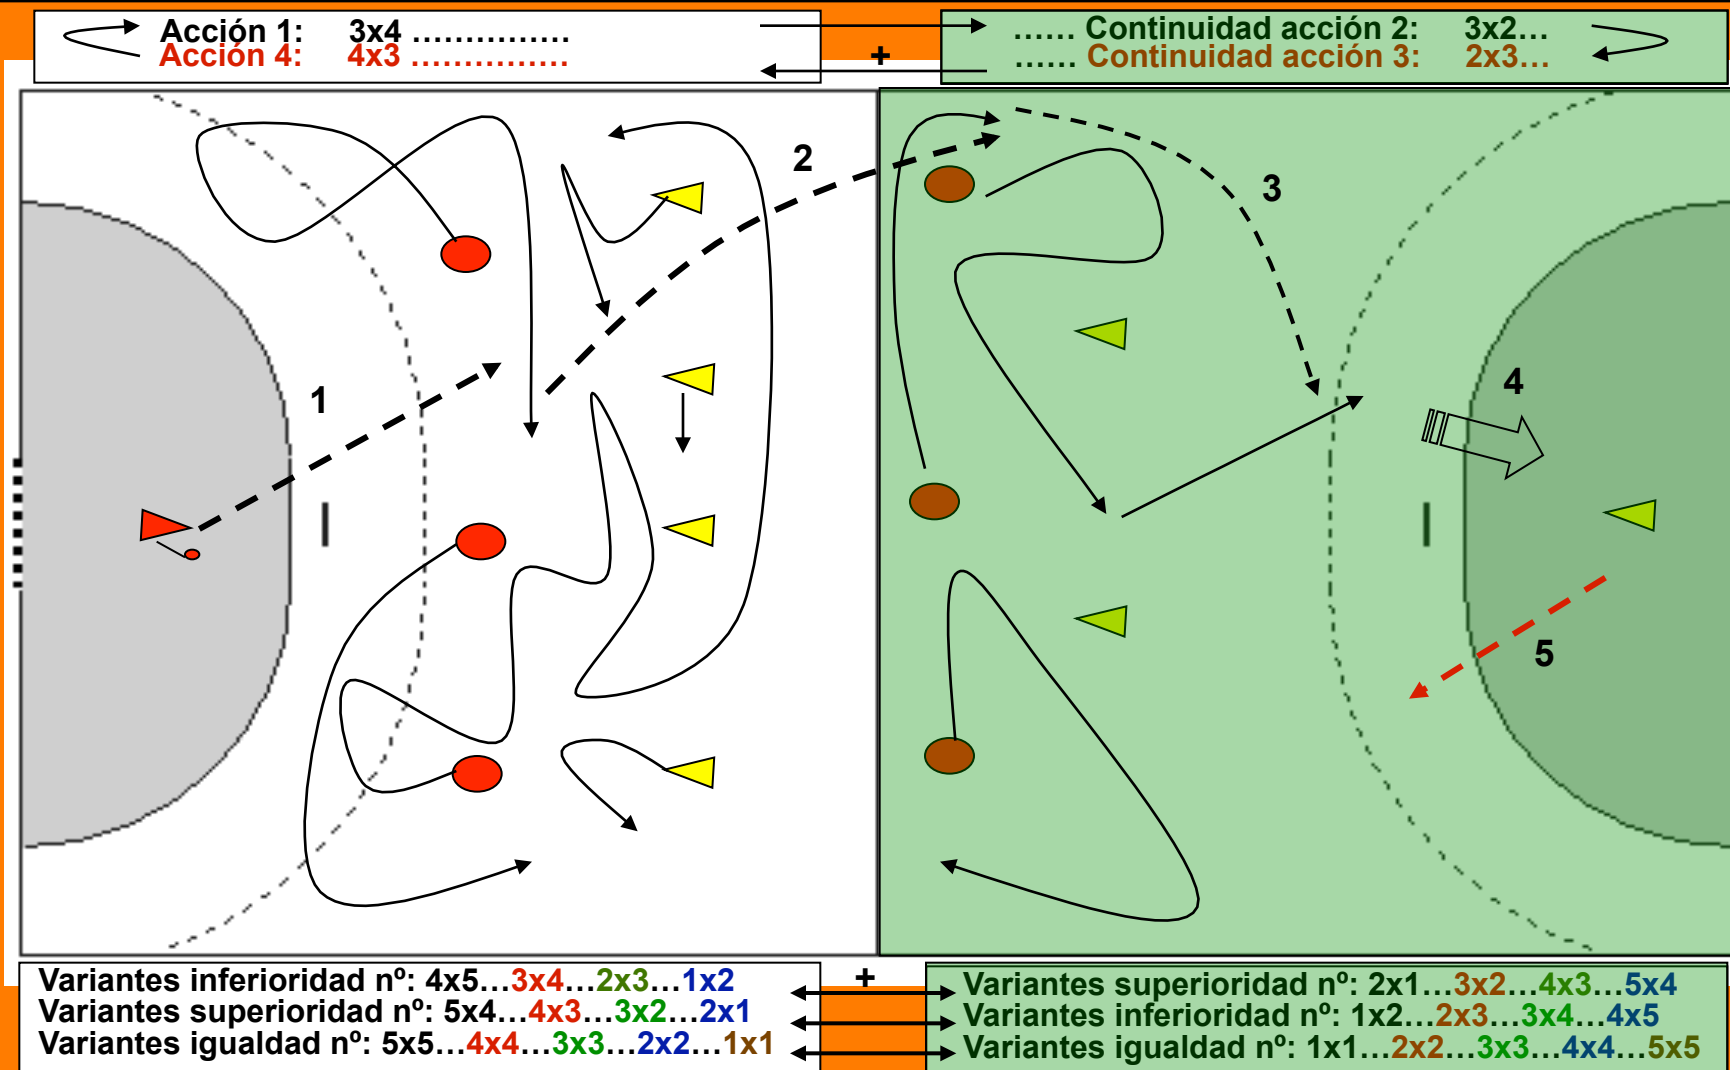 Acción 1: 3x4 ……………
Acción 4: 4x3 ……………
+
…… Continuidad acción 2: 3x2…
…… Continuidad acción 3: 2x3…
2
3
1
4
5
Variantes inferioridad nº: 4x5…3x4…2x3…1x2
Variantes superioridad nº: 5x4…4x3…3x2…2x1
Variantes igualdad nº: 5x5…4x4…3x3…2x2…1x1
+
Variantes superioridad nº: 2x1…3x2…4x3…5x4
Variantes inferioridad nº: 1x2…2x3…3x4…4x5
Variantes igualdad nº: 1x1…2x2…3x3…4x4…5x5